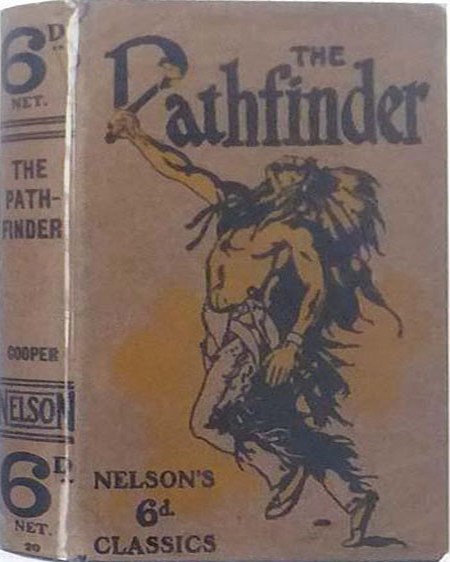 6D.
NET.
THE
PATH-
FINDER
COOPER
NELSON
6D.
NET.
20
THE
Pathfinder
NELSON'S
6d.
CLASSICS